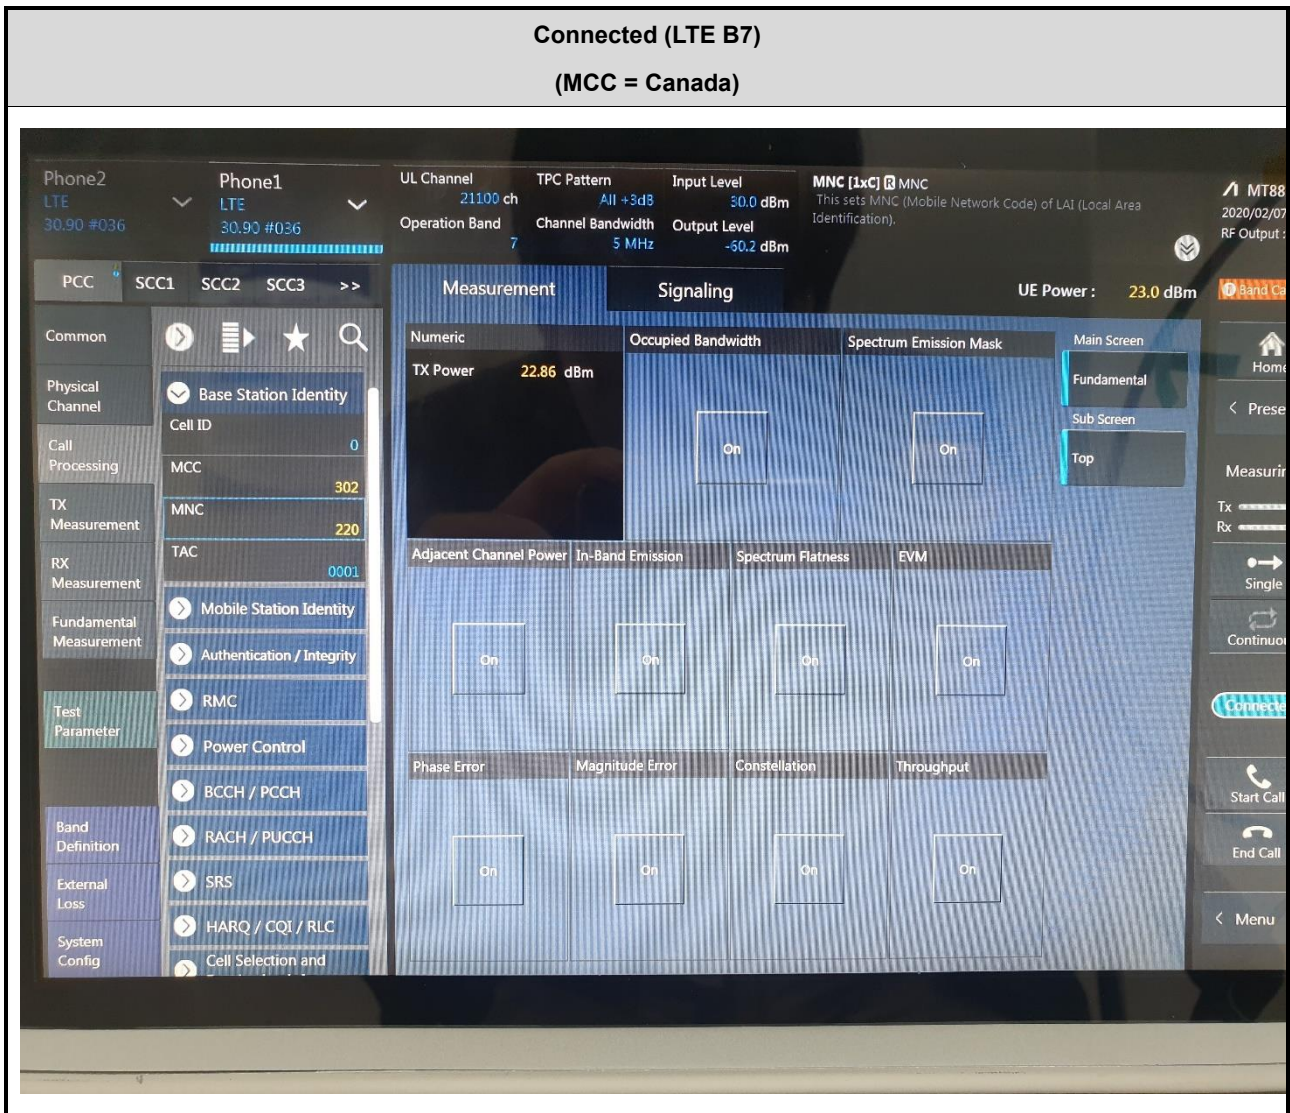 Connected (LTE B7)
(MCC = Canada)
Phone2
LTE
30.90 #036
Phone1
LTE
30.90 #036
UL Channel
21100 ch
Operation Band
7
TPC Pattern
All +3dB
Channel Bandwidth
5 MHz
Input Level
30.0 dBm
Output Level
-60.2 dBm
MNC [1xC] R MNC
This sets MNC (Mobile Network Code) of LAI (Local Area
Identification).
MT88
2020/02/07
RF Output :
PCC
SCC1
SCC2
SCC3
>>
Measurement
Signaling
UE Power : 23.0 dBm
Band Ca
Common
Physical
Channel
Call
Processing
TX
Measurement
RX
Measurement
Fundamental
Measurement
Test
Parameter
Band
Definition
External
Loss
System
Config
Base Station Identity
Cell ID
0
MCC
302
MNC
220
TAC
0001
Mobile Station Identity
Authentication / Integrity
RMC
Power Control
BCCH / PCCH
RACH / PUCCH
SRS
HARQ / CQI / RLC
Cell Selection and
Numeric
TX Power 22.86 dBm
Occupied Bandwidth
On
Spectrum Emission Mask
On
Main Screen
Fundamental
Sub Screen
Top
Adjacent Channel Power
On
In-Band Emission
On
Spectrum Flatness
On
EVM
On
Phase Error
On
Magnitude Error
On
Constellation
On
Throughput
On
Home
< Prese
Measurin
Tx
Rx
Single
Continuou
Connecte
Start Call
End Call
< Menu